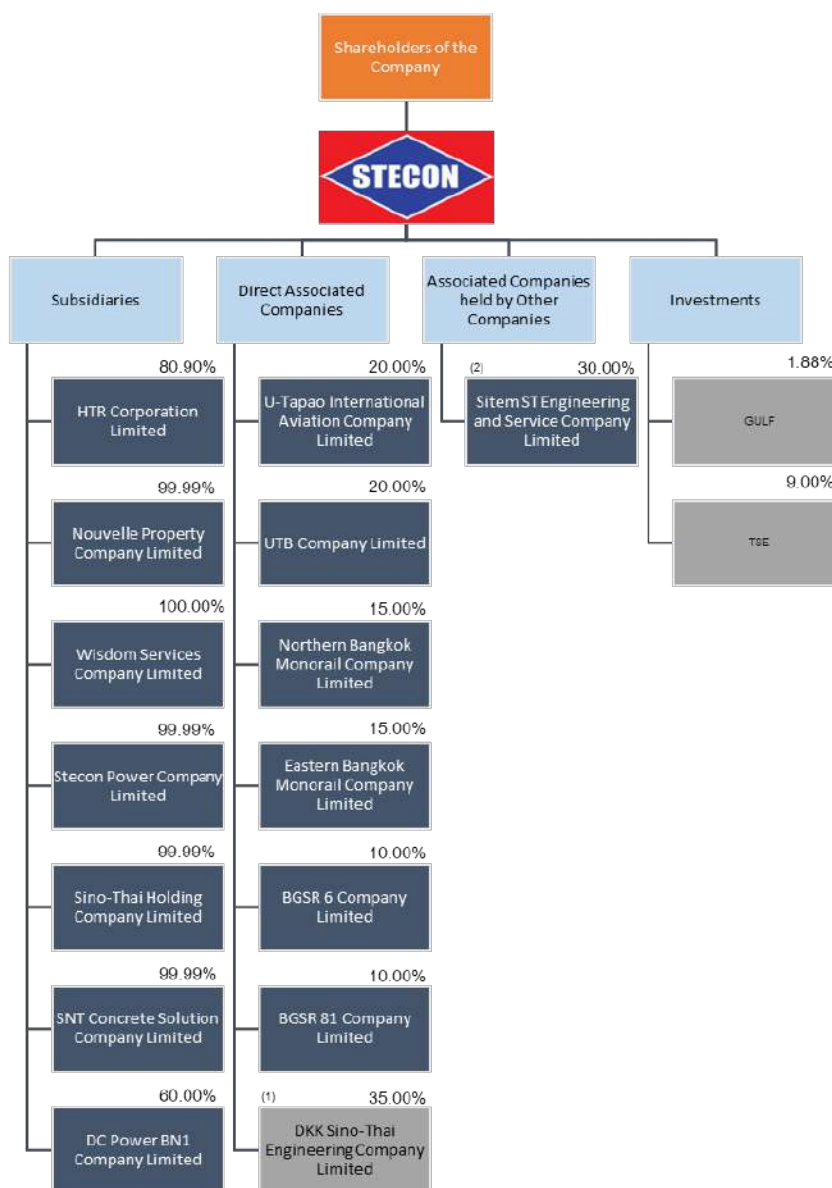 Shareholders of the
Company
STECON
Subsidiaries
Direct Associated
Companies
Associated Companies
held by Other
Companies
Investments
80.90%
HTR Corporation
Limited
99.99%
Nouvelle Property
Company Limited
100.00%
Wisdom Services
Company Limited
99.99%
Stecon Power Company
Limited
99.99%
Sino-Thai Holding
Company Limited
99.99%
SNT Concrete Solution
Company Limited
60.00%
DC Power BN1
Company Limited
20.00%
U-Tapao International
Aviation Company
Limited
20.00%
UTB Company Limited
15.00%
Northern Bangkok
Monorail Company
Limited
15.00%
Eastern Bangkok
Monorail Company
Limited
10.00%
BGSR 6 Company
Limited
10.00%
BGSR 81 Company
Limited
(1) 35.00%
DKK Sino-Thai
Engineering Company
Limited
(2) 30.00%
Sitem ST Engineering
and Service Company
Limited
1.88%
GULF
9.00%
TSE